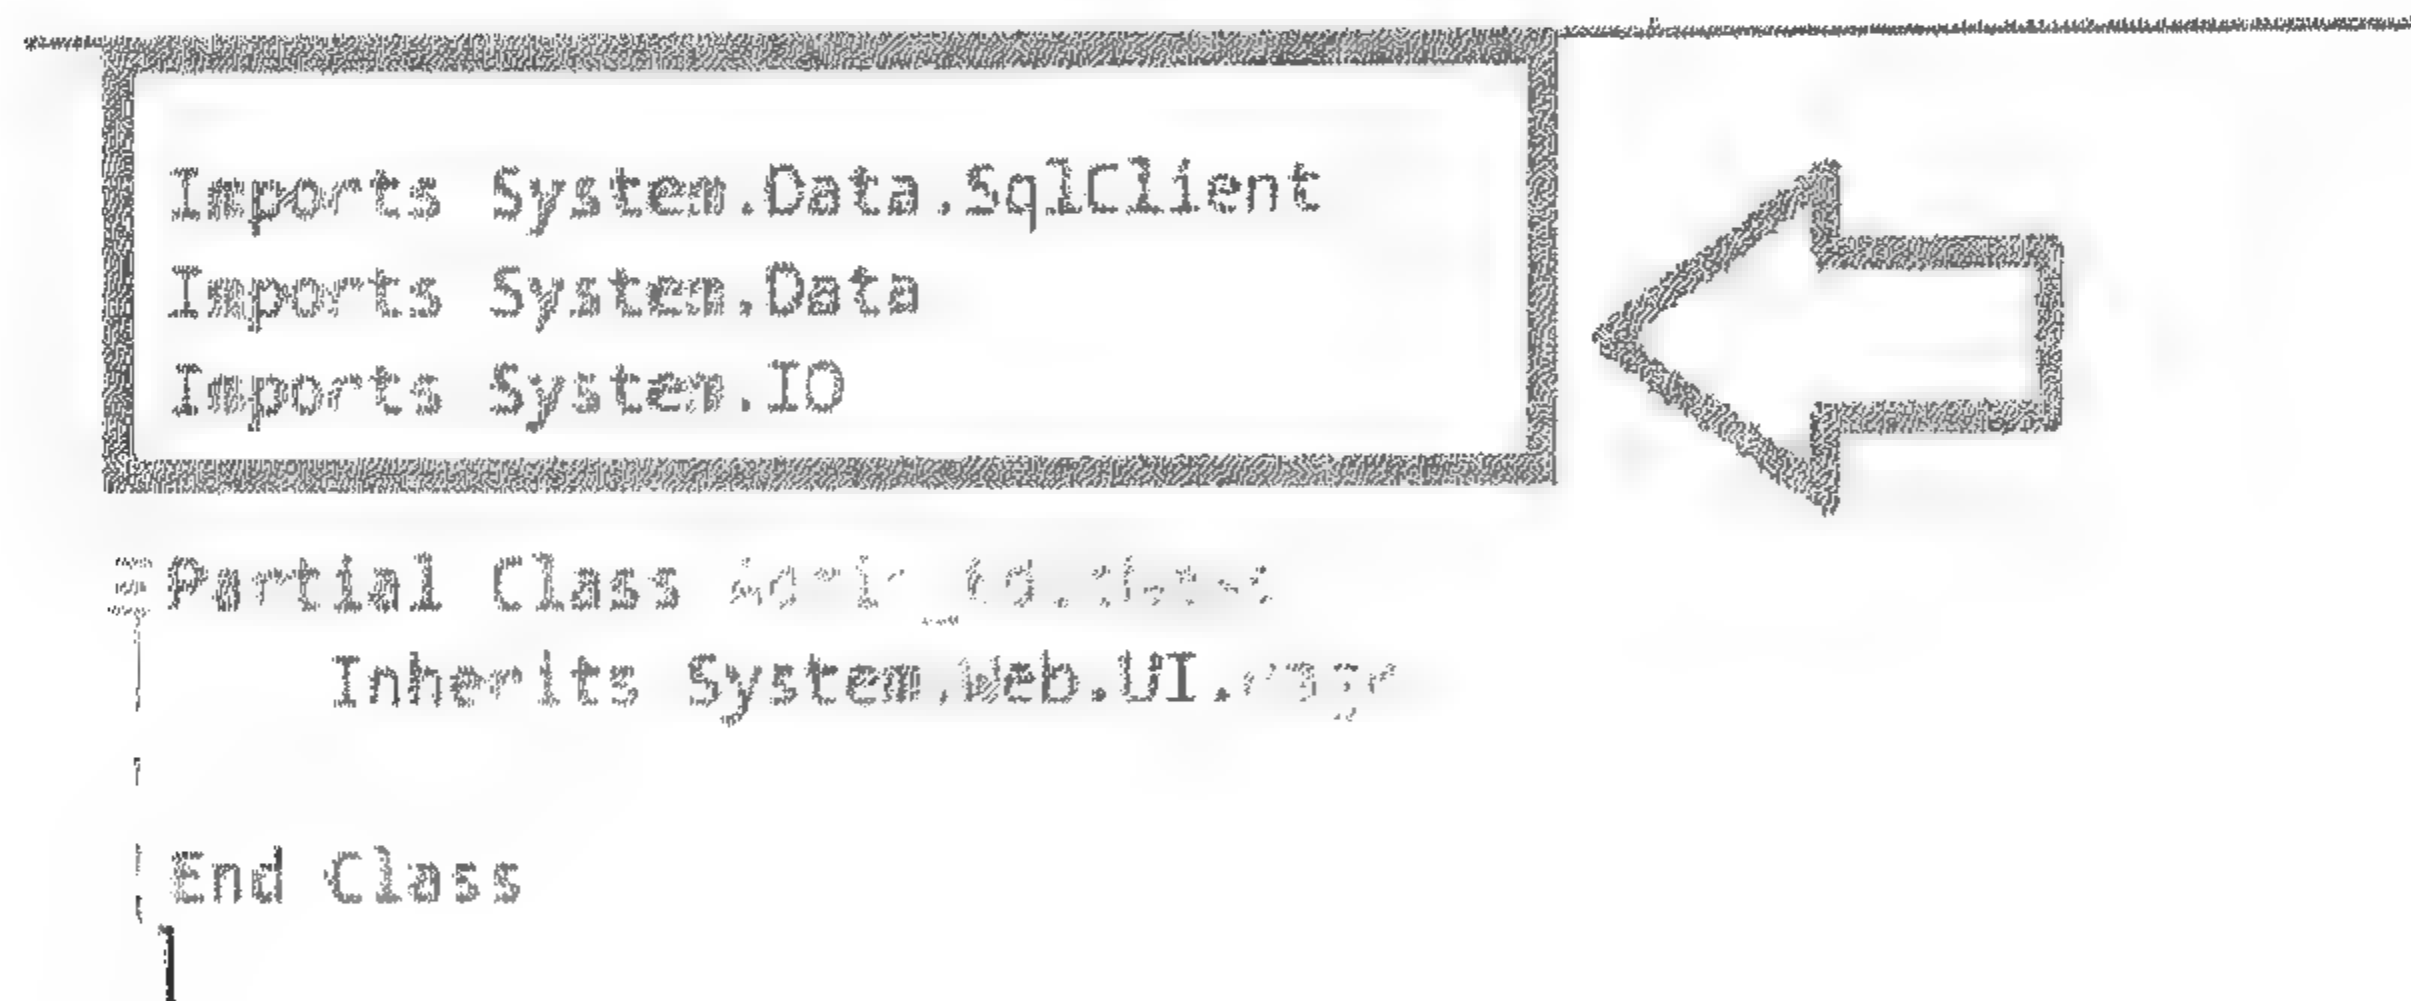 Imports System.Data.SqlClient
Imports System.Data
Imports System.IO
Partial Class
Inherits System.Web.UI.
End Class